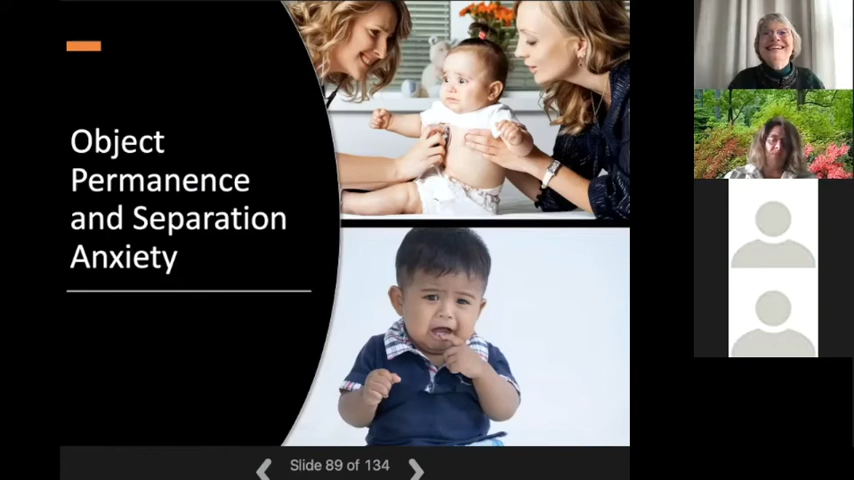 Object
Permanence
and Separation
Anxiety
Slide 89 of 134